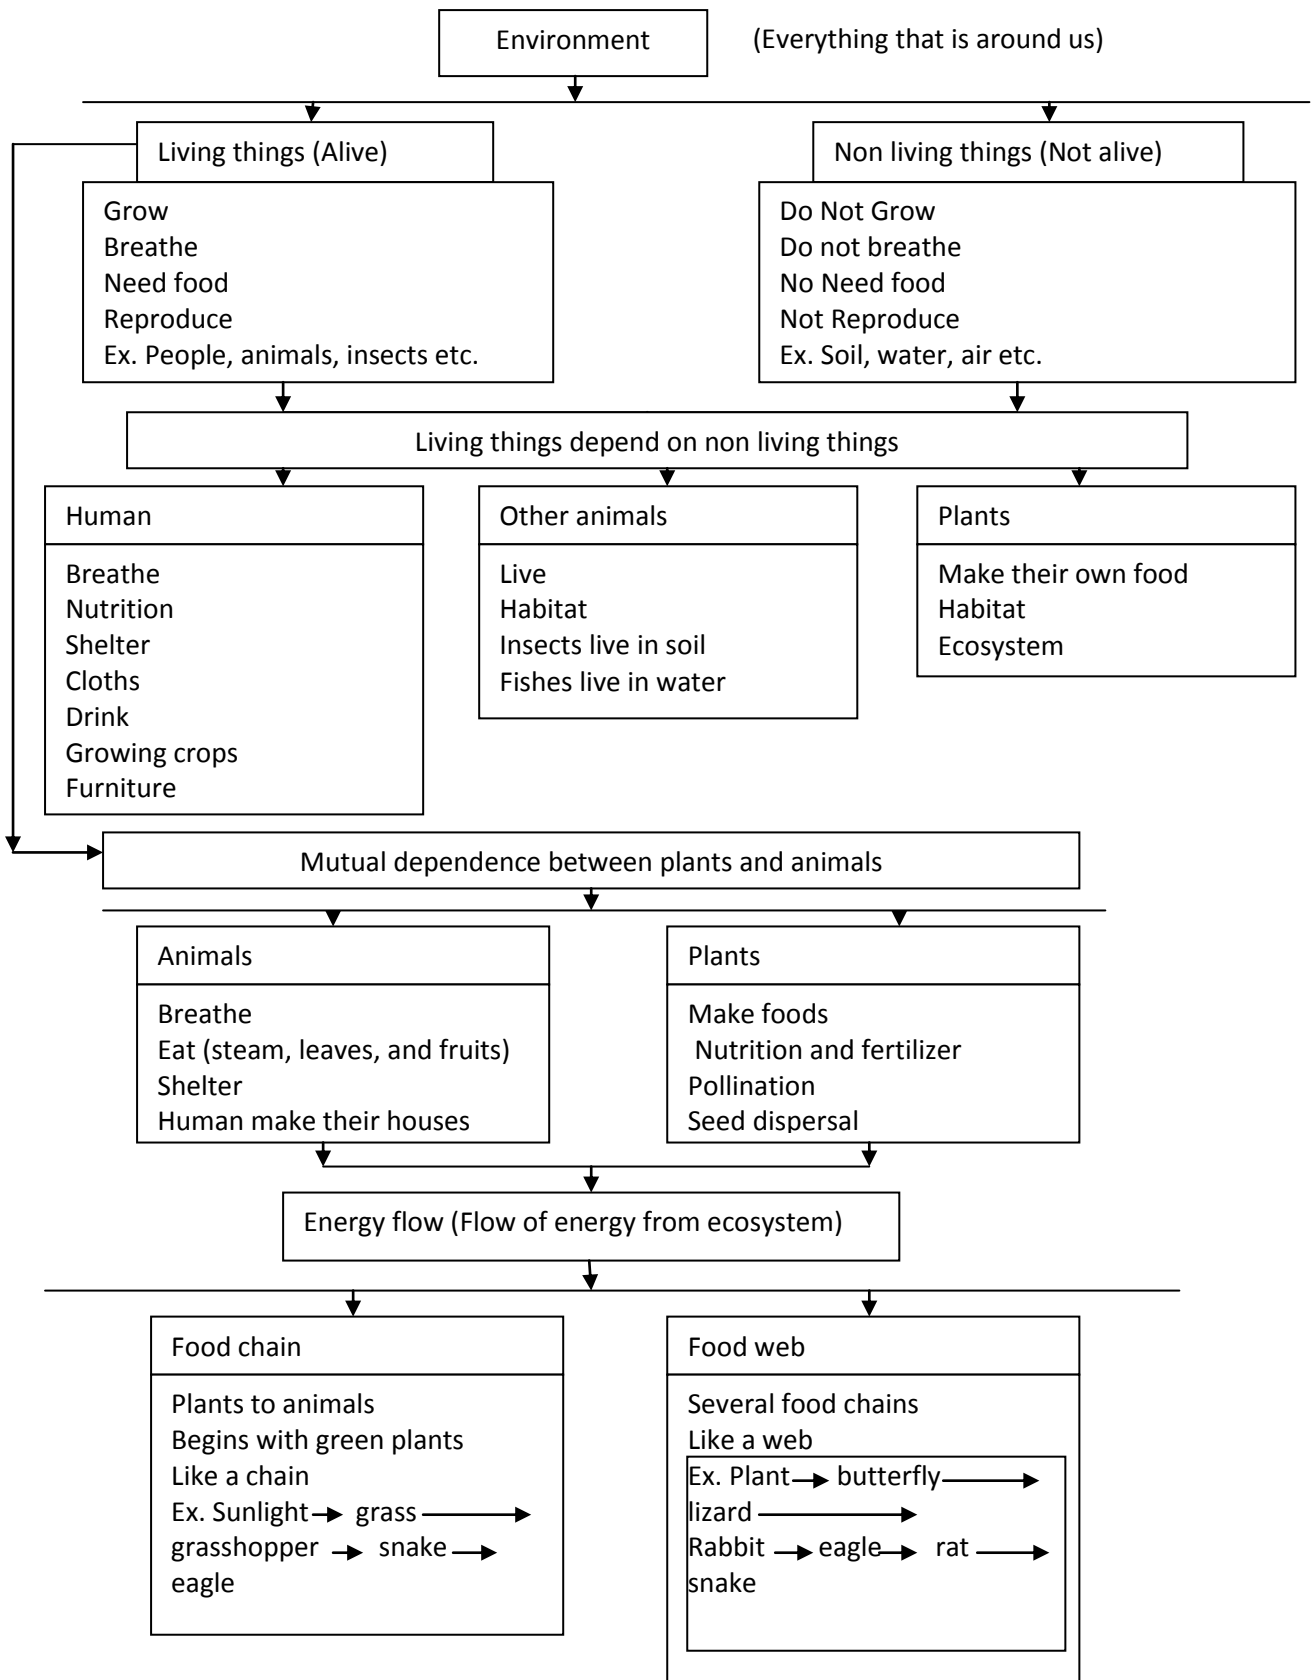 Environment (Everything that is around us)
Living things (Alive)
Grow
Breathe
Need food
Reproduce
Ex. People, animals, insects etc.
Non living things (Not alive)
Do Not Grow
Do not breathe
No Need food
Not Reproduce
Ex. Soil, water, air etc.
Living things depend on non living things
Human
Breathe
Nutrition
Shelter
Cloths
Drink
Growing crops
Furniture
Other animals
Live
Habitat
Insects live in soil
Fishes live in water
Plants
Make their own food
Habitat
Ecosystem
Mutual dependence between plants and animals
Animals
Breathe
Eat (steam, leaves, and fruits)
Shelter
Human make their houses
Plants
Make foods
Nutrition and fertilizer
Pollination
Seed dispersal
Energy flow (Flow of energy from ecosystem)
Food chain
Plants to animals
Begins with green plants
Like a chain
Ex. Sunlight → grass →
grasshopper → snake →
eagle
Food web
Several food chains
Like a web
Ex. Plant → butterfly →
lizard →
Rabbit → eagle → rat →
snake